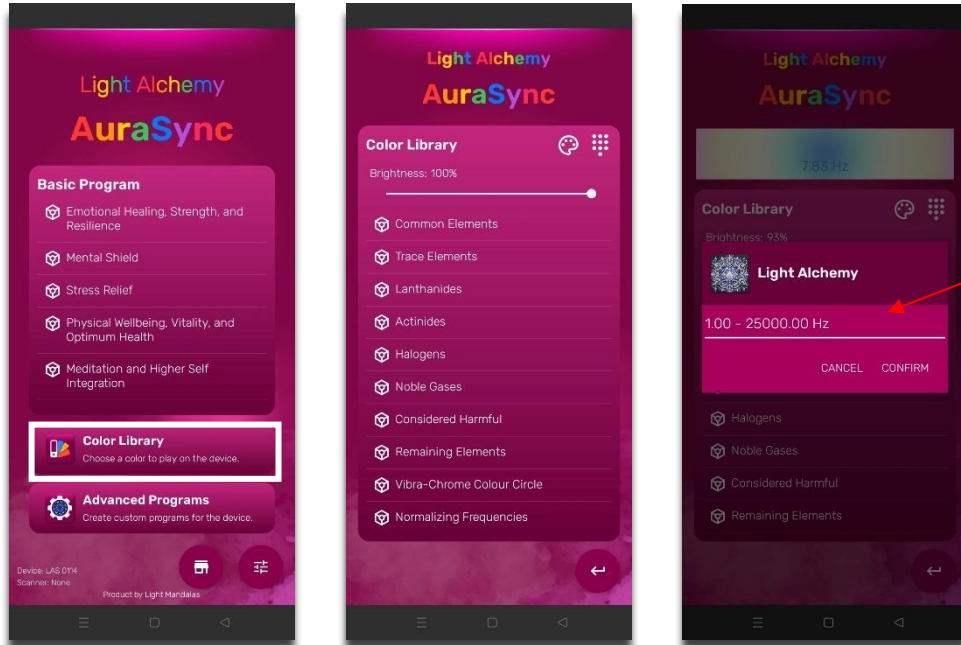 Light Alchemy
AuraSync
Basic Program
Emotional Healing, Strength, and
Resilience
Mental Shield
Stress Relief
Physical Wellbeing, Vitality, and
Optimum Health
Meditation and Higher Self
Integration
Color Library
Choose a color to play on the device.
Advanced Programs
Create custom programs for the device.
Device: LAS 0114
Scanner: None
Product by Light Mandalas
Light Alchemy
AuraSync
Color Library
Brightness: 100%
Common Elements
Trace Elements
Lanthanides
Actinides
Halogens
Noble Gases
Considered Harmful
Remaining Elements
Vibra-Chrome Colour Circle
Normalizing Frequencies
Light Alchemy
AuraSync
7.83 Hz
Color Library
Brightness: 93%
Light Alchemy
1.00 - 25000.00 Hz
CANCEL CONFIRM
Halogens
Noble Gases
Considered Harmful
Remaining Elements